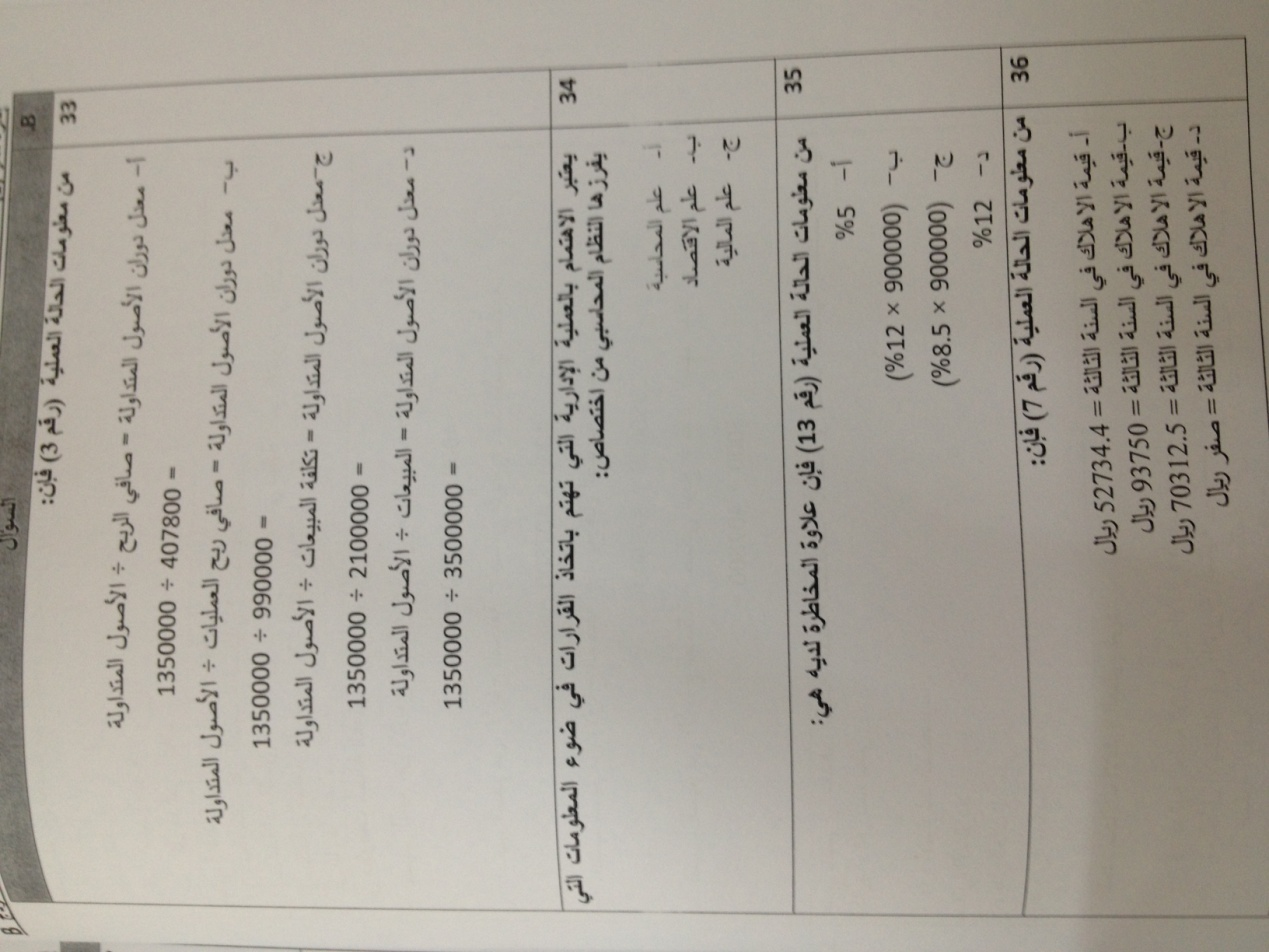 السؤال
.B
33
من معلومات الحالة العملية (رقم 3) فإن:
أ- معدل دوران الأصول المتداولة = صافي الربح ÷ الأصول المتداولة
= 407800 ÷ 1350000
ب- معدل دوران الأصول المتداولة = صافي ربح العمليات ÷ الأصول المتداولة
= 990000 ÷ 1350000
ج- معدل دوران الأصول المتداولة = تكلفة المبيعات ÷ الأصول المتداولة
= 2100000 ÷ 1350000
د- معدل دوران الأصول المتداولة = المبيعات ÷ الأصول المتداولة
= 3500000 ÷ 1350000
34
يعتبر الاهتمام بالعملية الإدارية التي تهتم باتخاذ القرارات في ضوء المعلومات التي
يفرزها النظام المحاسبي من اختصاص:
أ- علم المحاسبة
ب- علم الاقتصاد
ج- علم المالية
35
من معلومات الحالة العملية (رقم 13) فإن علاوة المخاطرة لديه هي:
أ- 5%
ب- (900000 × 12%)
ج- (900000 × 8.5%)
د- 12%
36
من معلومات الحالة العملية (رقم 7) فإن:
أ- قيمة الاهلاك في السنة الثالثة = 52734.4 ريال
ب-قيمة الاهلاك في السنة الثالثة = 93750 ريال
ج-قيمة الاهلاك في السنة الثالثة = 70312.5 ريال
د- قيمة الاهلاك في السنة الثالثة = صفر ريال